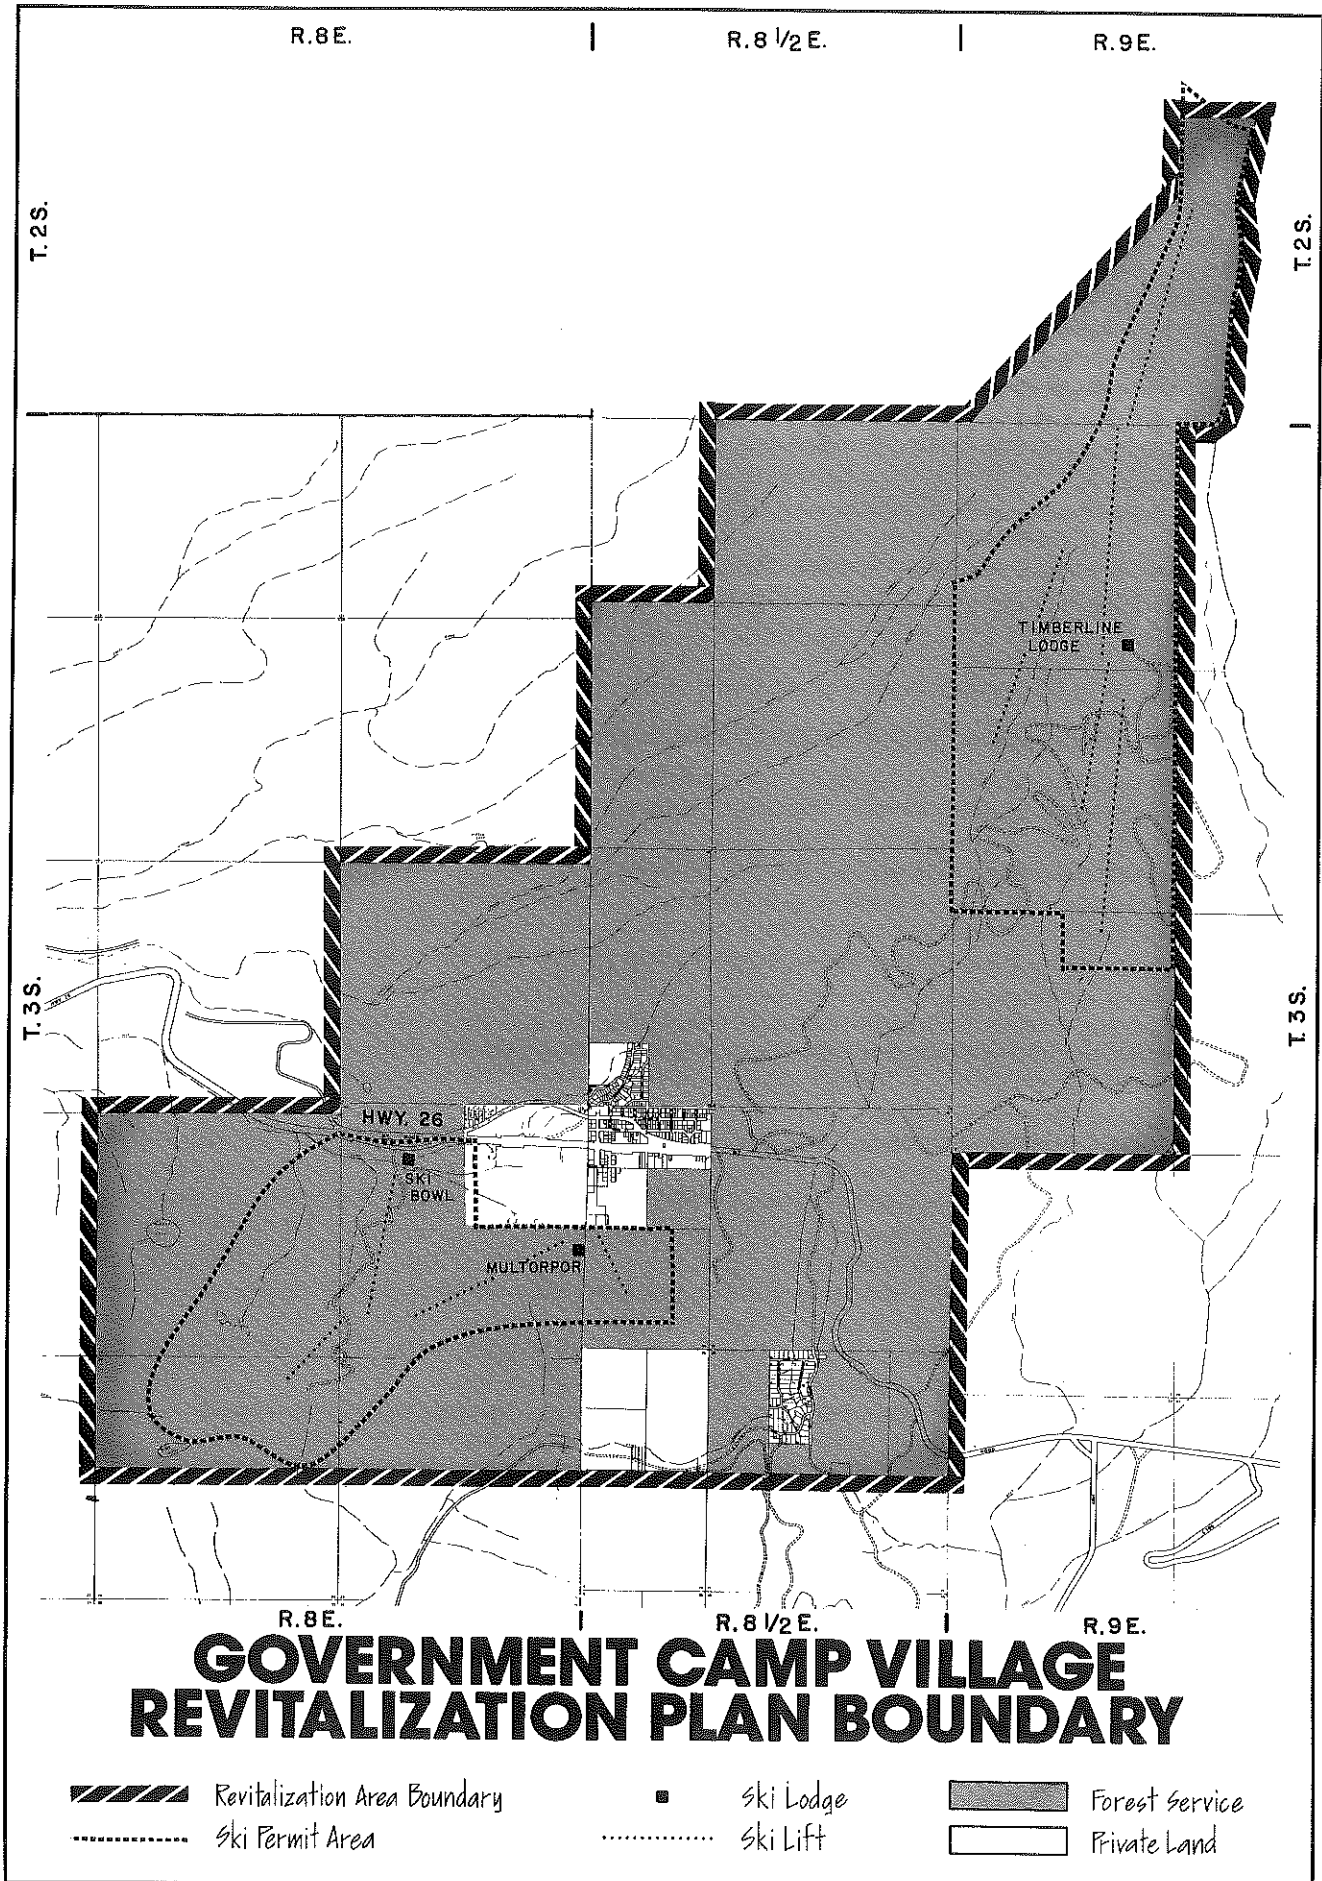 R.8E.
R.8 1/2 E.
R.9E.
T.2S.
T.2S.
TIMBERLINE
LODGE
T.3S.
T.3S.
HWY. 26
SKI
BOWL
MULTORPOR
R.8E.
R.8 1/2 E.
R.9E.
GOVERNMENT CAMP VILLAGE
REVITALIZATION PLAN BOUNDARY
Revitalization Area Boundary
Ski Lodge
Forest Service
Ski Permit Area
Ski Lift
Private Land